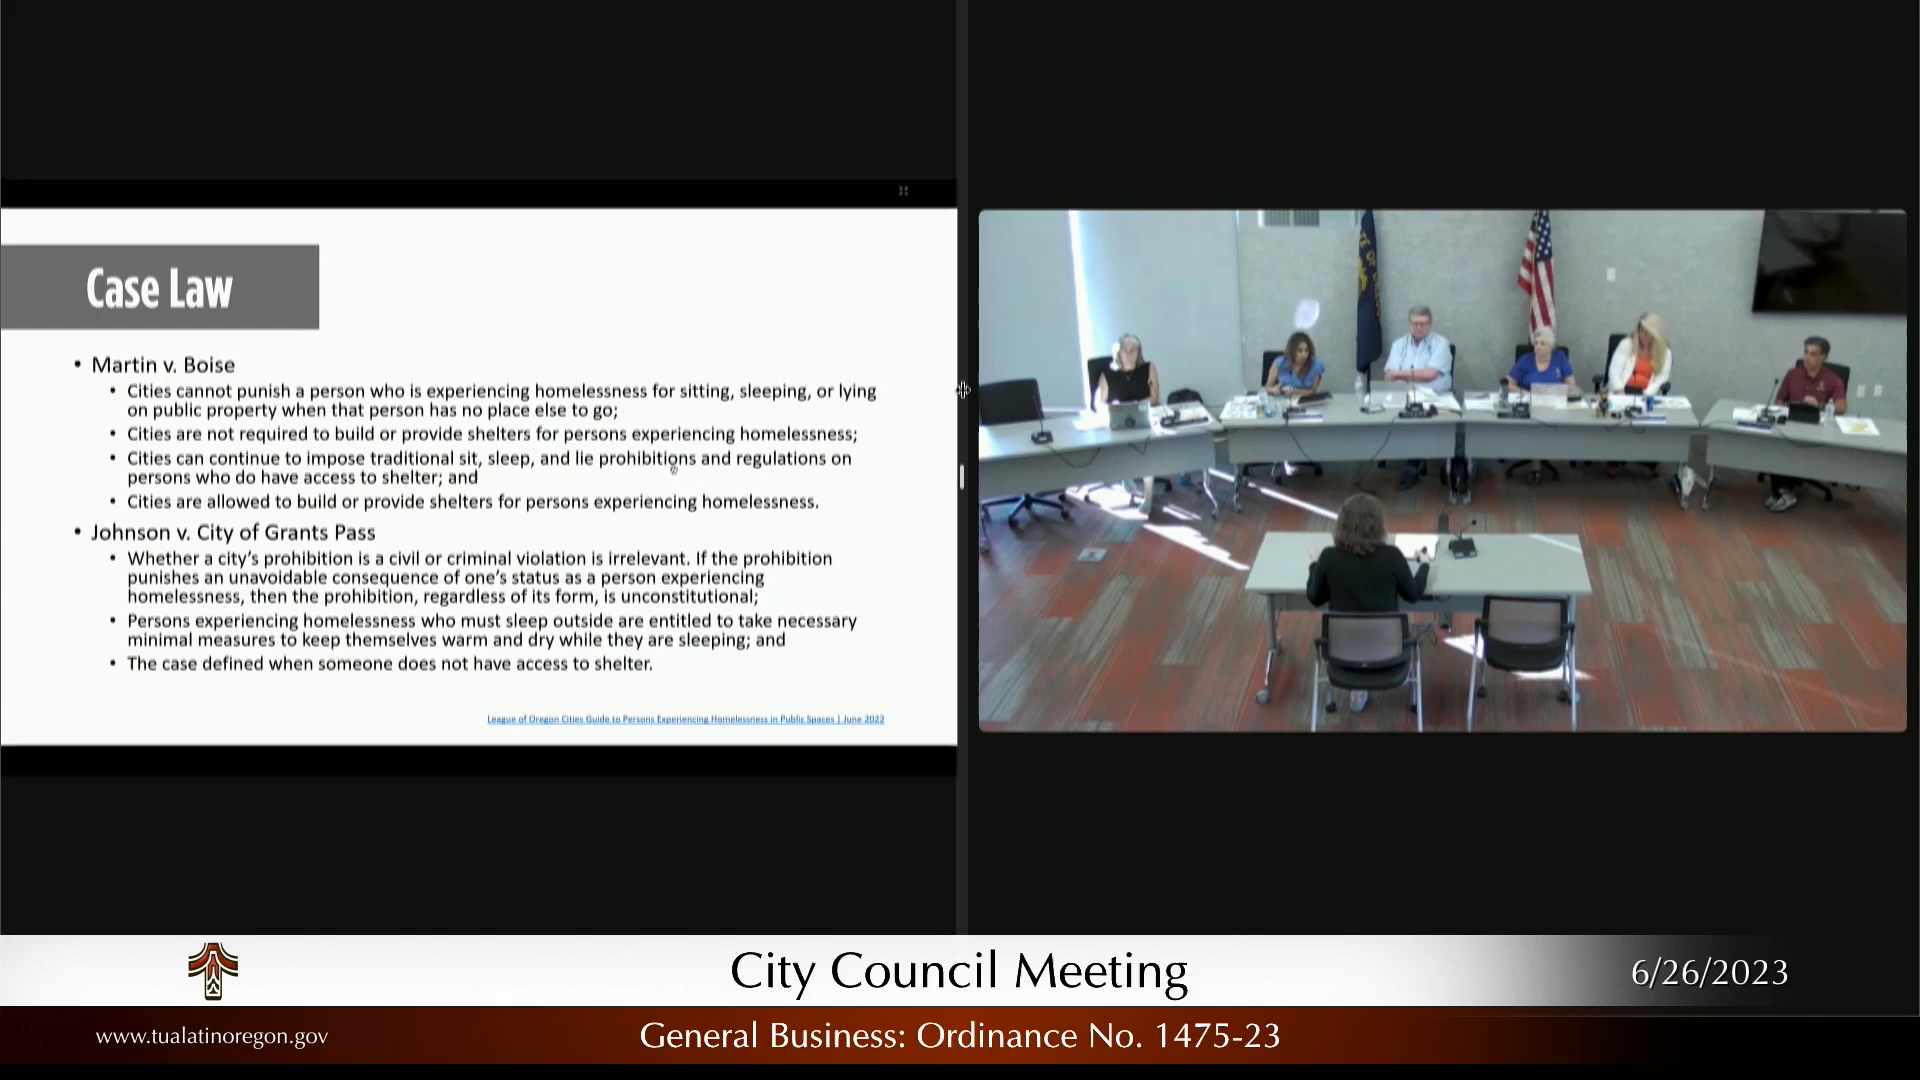 Case Law
• Martin v. Boise
• Cities cannot punish a person who is experiencing homelessness for sitting, sleeping, or lying
on public property when that person has no place else to go;
• Cities are not required to build or provide shelters for persons experiencing homelessness;
• Cities can continue to impose traditional sit, sleep, and lie prohibitions and regulations on
persons who do have access to shelter; and
• Cities are allowed to build or provide shelters for persons experiencing homelessness.
• Johnson v. City of Grants Pass
• Whether a city's prohibition is a civil or criminal violation is irrelevant. If the prohibition
punishes an unavoidable consequence of one's status as a person experiencing
homelessness, then the prohibition, regardless of its form, is unconstitutional;
• Persons experiencing homelessness who must sleep outside are entitled to take necessary
minimal measures to keep themselves warm and dry while they are sleeping; and
• The case defined when someone does not have access to shelter.
League of Oregon Cities Guide to Persons Experiencing Homelessness in Public Spaces | June 2022
City Council Meeting
6/26/2023
www.tualatinoregon.gov
General Business: Ordinance No. 1475-23